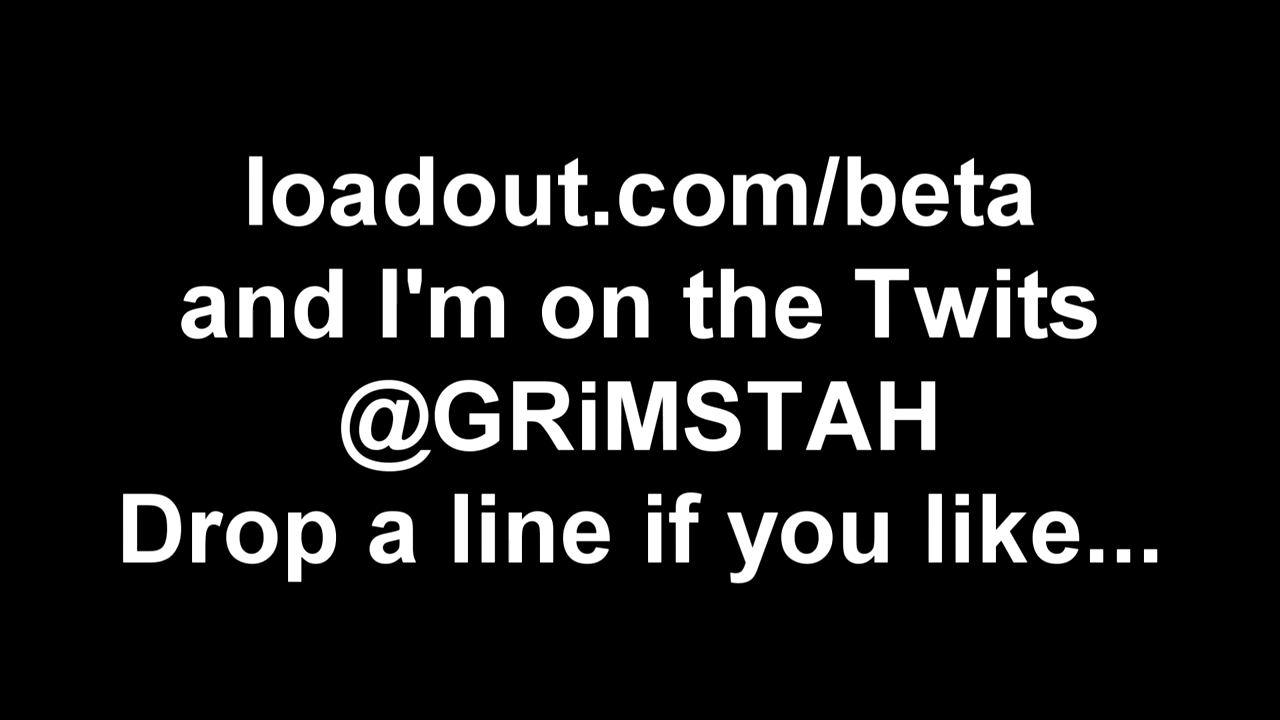 loadout.com/beta
and I'm on the Twits
@GRiMSTAH
Drop a line if you like...